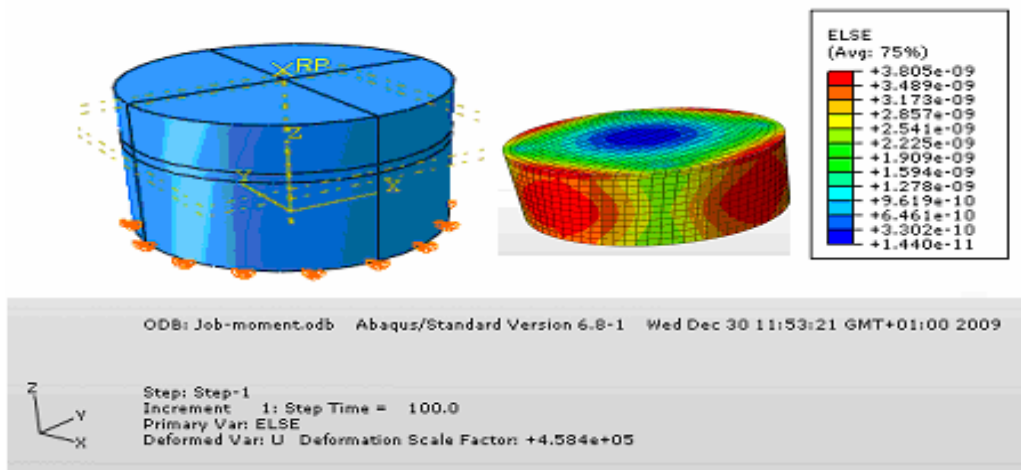 RP
Z
Y
X
ELSE
(Avg: 75%)
+3.805e-09
+3.489e-09
+3.173e-09
+2.857e-09
+2.541e-09
+2.225e-09
+1.909e-09
+1.594e-09
+1.278e-09
+9.619e-10
+6.461e-10
+3.302e-10
+1.440e-11
ODB: Job-moment.odb Abaqus/Standard Version 6.8-1 Wed Dec 30 11:53:21 GMT+01:00 2009
Z
Y
X
Step: Step-1
Increment 1: Step Time = 100.0
Primary Var: ELSE
Deformed Var: U Deformation Scale Factor: +4.584e+05